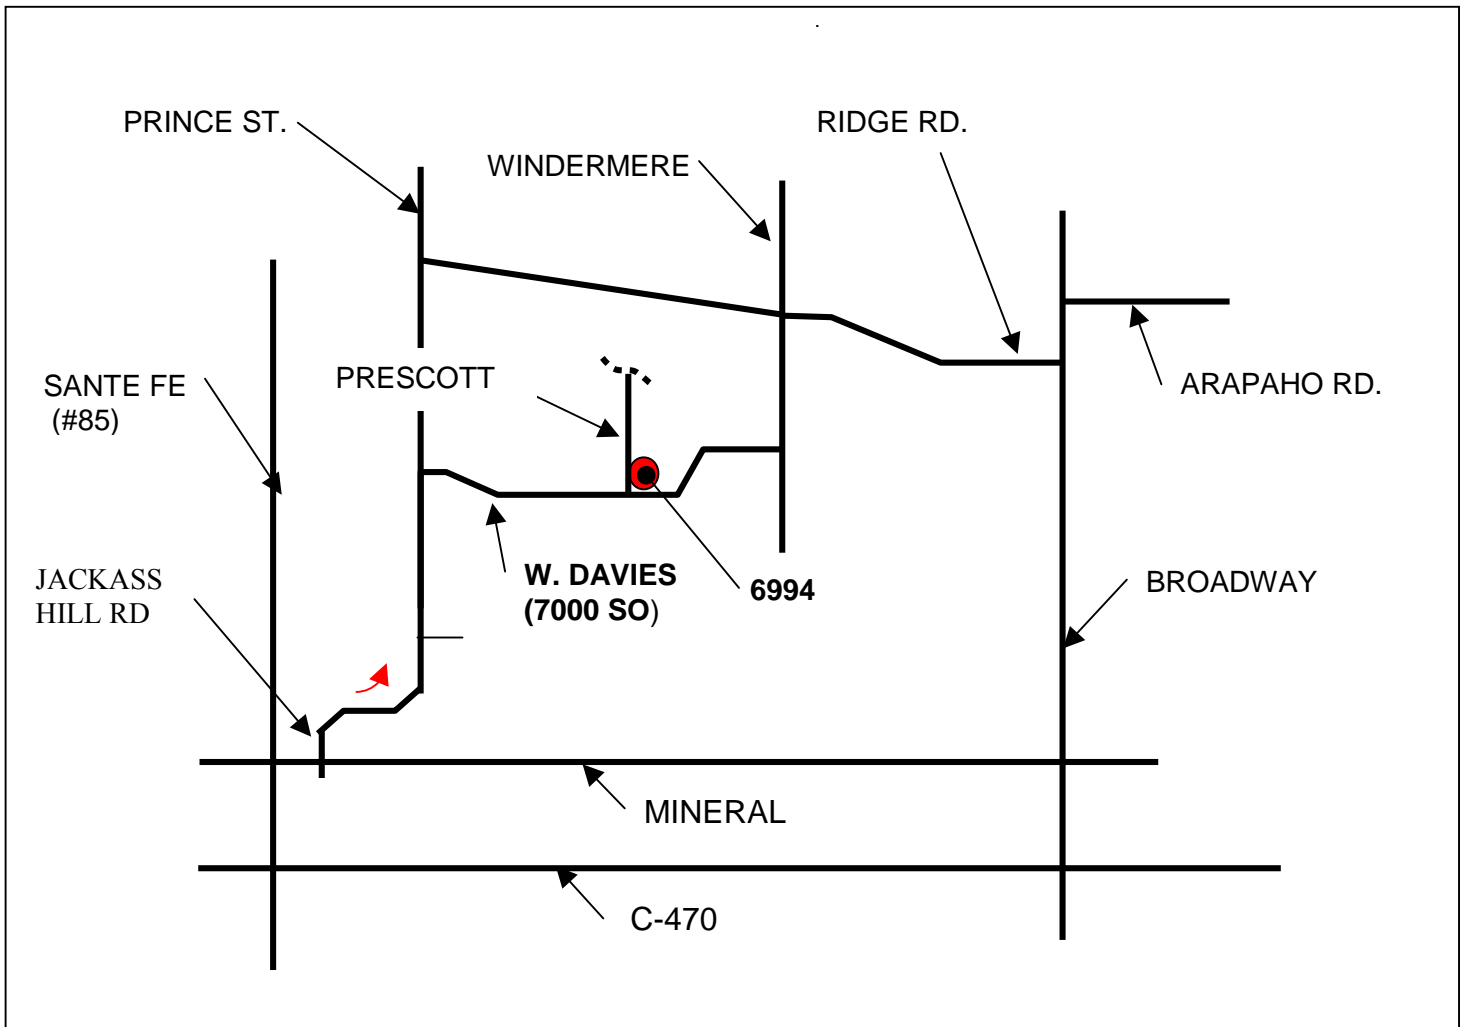 PRINCE ST.
RIDGE RD.
WINDERMERE
PRESCOTT
SANTE FE
(#85)
ARAPAHO RD.
JACKASS
HILL RD
W. DAVIES
(7000 SO)
6994
BROADWAY
MINERAL
C-470